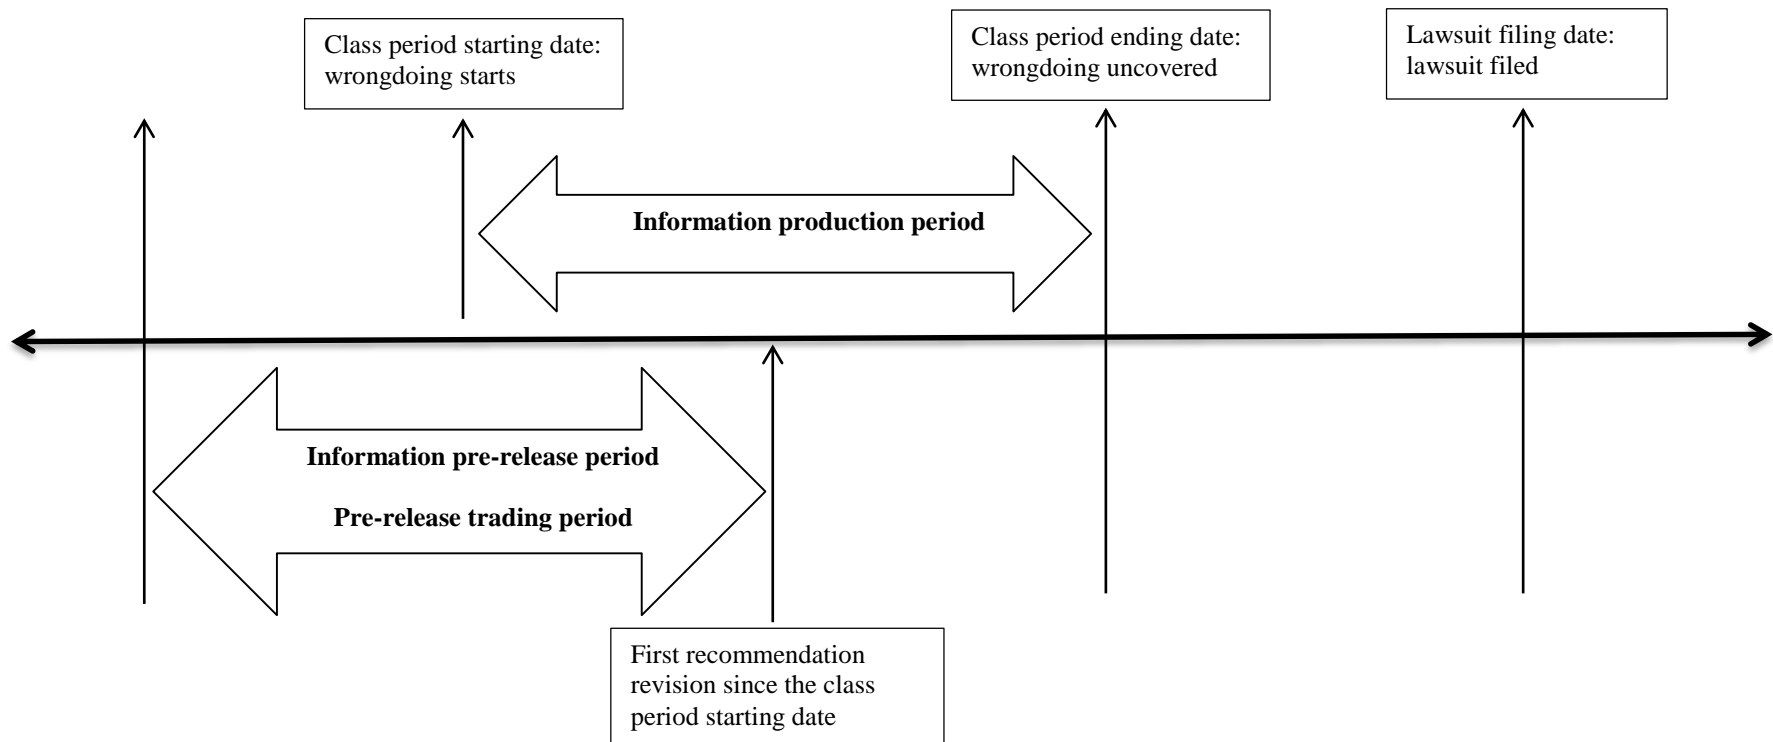 Class period starting date:
wrongdoing starts
Class period ending date:
wrongdoing uncovered
Lawsuit filing date:
lawsuit filed
Information production period
Information pre-release period
Pre-release trading period
First recommendation
revision since the class
period starting date